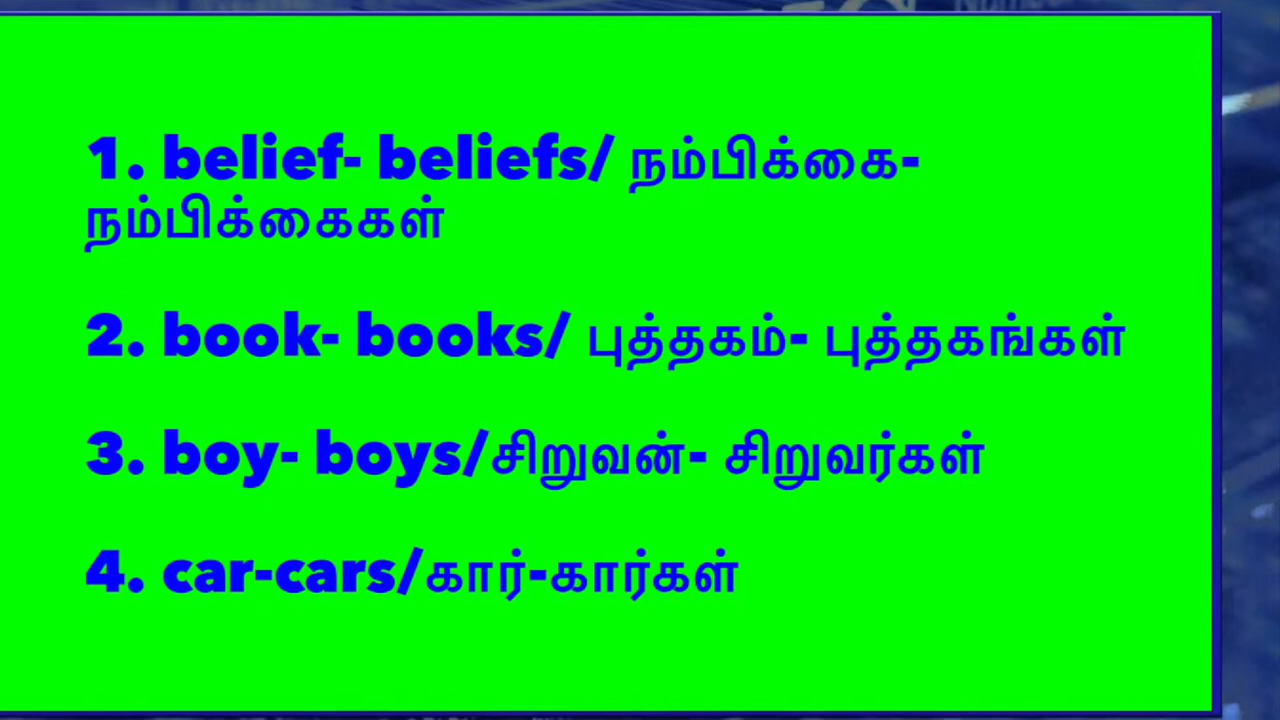 1. belief- beliefs/ நம்பிக்கை-
நம்பிக்கைகள்
2. book- books/ புத்தகம்- புத்தகங்கள்
3. boy- boys/சிறுவன்- சிறுவர்கள்
4. car-cars/கார்-கார்கள்